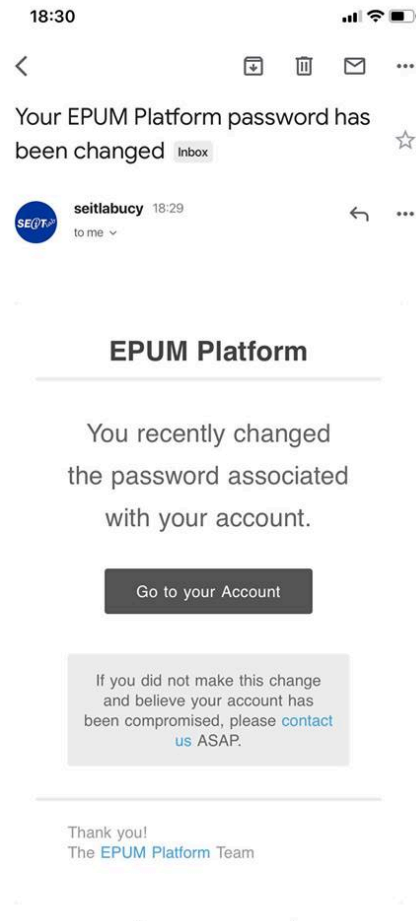 18:30
Your EPUM Platform password has
been changed Inbox
SEIT
seitlabucy 18:29
to me
EPUM Platform
You recently changed
the password associated
with your account.
Go to your Account
If you did not make this change
and believe your account has
been compromised, please contact
us ASAP.
Thank you!
The EPUM Platform Team